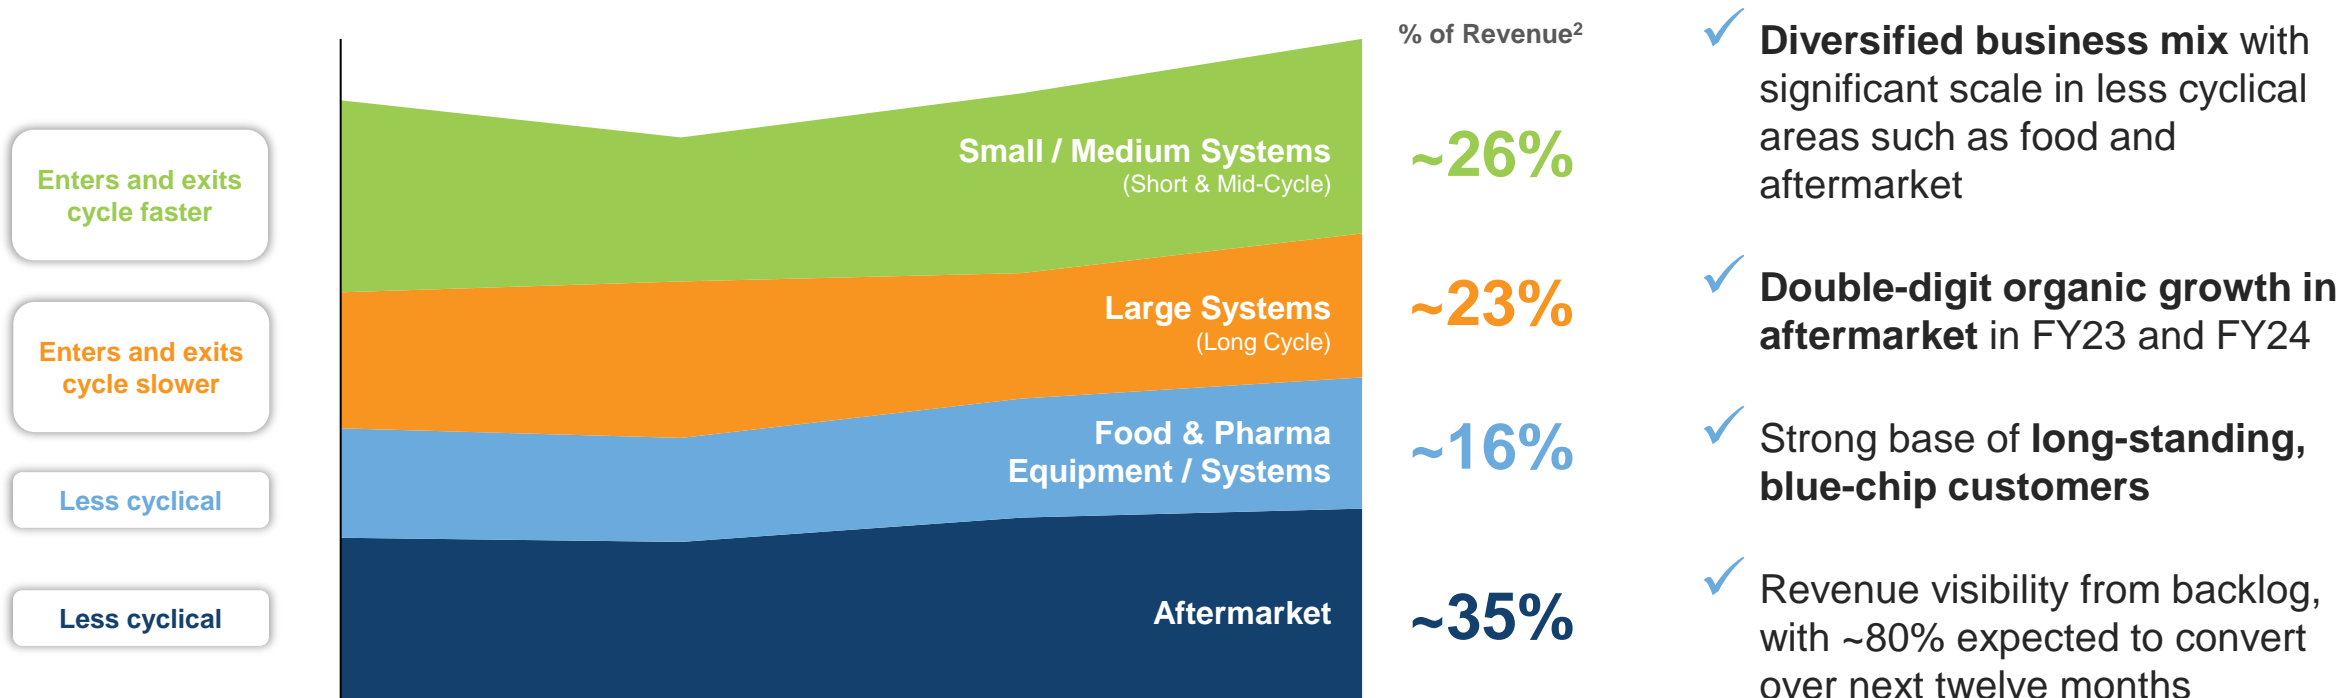 % of Revenue²
Enters and exits
cycle faster
Small / Medium Systems
(Short & Mid-Cycle)
~26%
Enters and exits
cycle slower
Large Systems
(Long Cycle)
~23%
Less cyclical
Food & Pharma
Equipment / Systems
~16%
Less cyclical
Aftermarket
~35%
✓ Diversified business mix with
significant scale in less cyclical
areas such as food and
aftermarket
✓ Double-digit organic growth in
aftermarket in FY23 and FY24
✓ Strong base of long-standing,
blue-chip customers
✓ Revenue visibility from backlog,
with ~80% expected to convert
over next twelve months